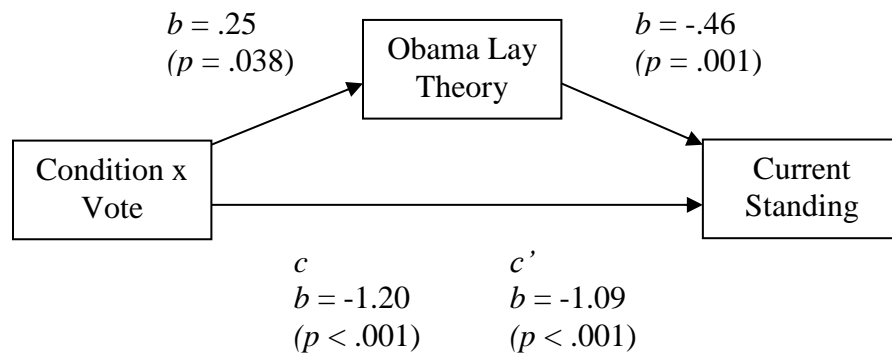 b = .25
(p = .038)
Obama Lay
Theory
b = -.46
(p = .001)
Condition x
Vote
Current
Standing
c
b = -1.20
(p < .001)
c’
b = -1.09
(p < .001)